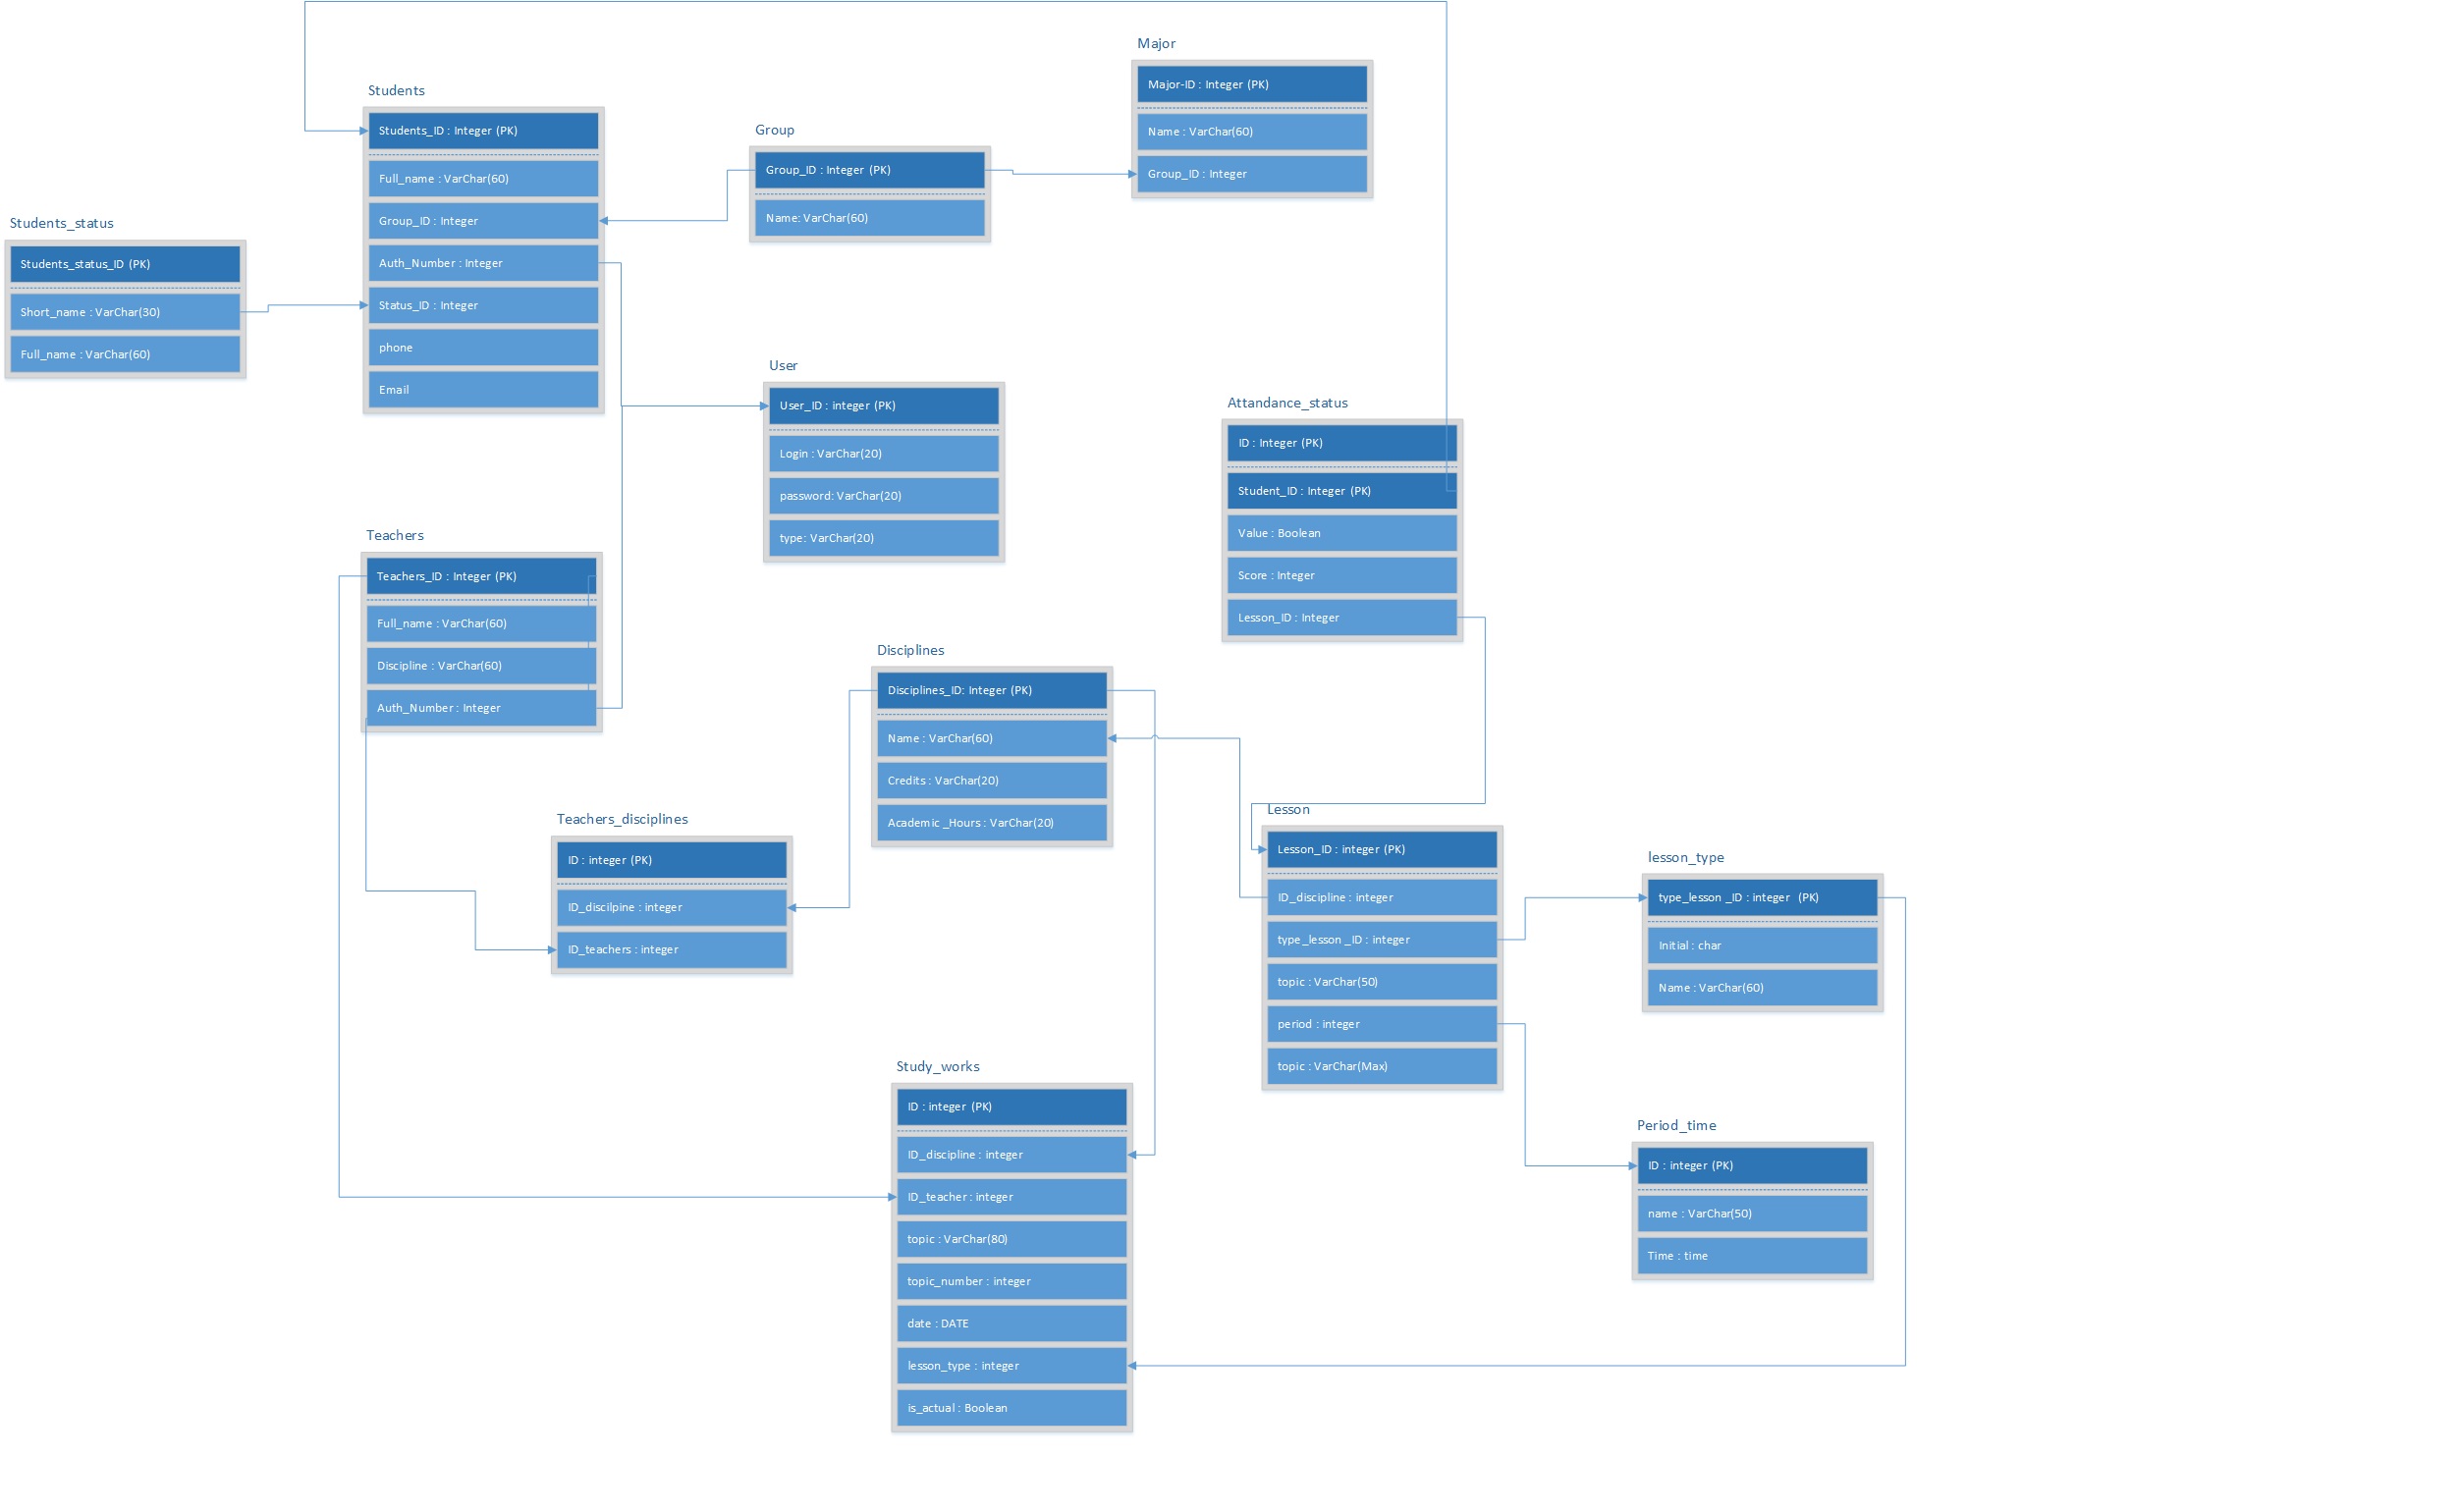 Major
Major-ID : Integer (PK)
Name : VarChar(60)
Group_ID : Integer
Students
Students_ID : Integer (PK)
Full_name : VarChar(60)
Group_ID : Integer
Auth_Number : Integer
Status_ID : Integer
phone
Email
Group
Group_ID : Integer (PK)
Name: VarChar(60)
Students_status
Students_status_ID (PK)
Short_name : VarChar(30)
Full_name : VarChar(60)
User
User_ID : integer (PK)
Login : VarChar(20)
password: VarChar(20)
type: VarChar(20)
Attandance_status
ID : Integer (PK)
Student_ID : Integer (PK)
Value : Boolean
Score : Integer
Lesson_ID : Integer
Teachers
Teachers_ID : Integer (PK)
Full_name : VarChar(60)
Discipline : VarChar(60)
Auth_Number : Integer
Disciplines
Disciplines_ID: Integer (PK)
Name : VarChar(60)
Credits : VarChar(20)
Academic _Hours : VarChar(20)
Teachers_disciplines
ID : integer (PK)
ID_discilpine : integer
ID_teachers : integer
Lesson
Lesson_ID : integer (PK)
ID_discipline : integer
type_lesson _ID : integer
topic : VarChar(50)
period : integer
topic : VarChar(Max)
lesson_type
type_lesson _ID : integer (PK)
Initial : char
Name : VarChar(60)
Study_works
ID : integer (PK)
ID_discipline : integer
ID_teacher : integer
topic : VarChar(80)
topic_number : integer
date : DATE
lesson_type : integer
is_actual : Boolean
Period_time
ID : integer (PK)
name : VarChar(50)
Time : time